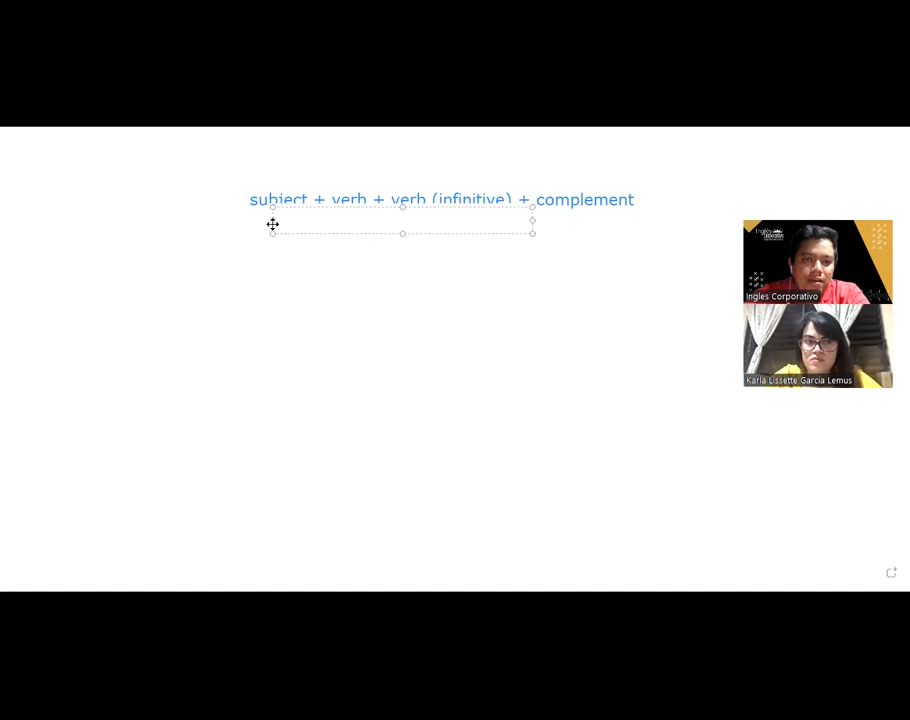 subject + verb + verb (infinitive) + complement
Ingles Corporativo
Karla Lissette Garcia Lemus